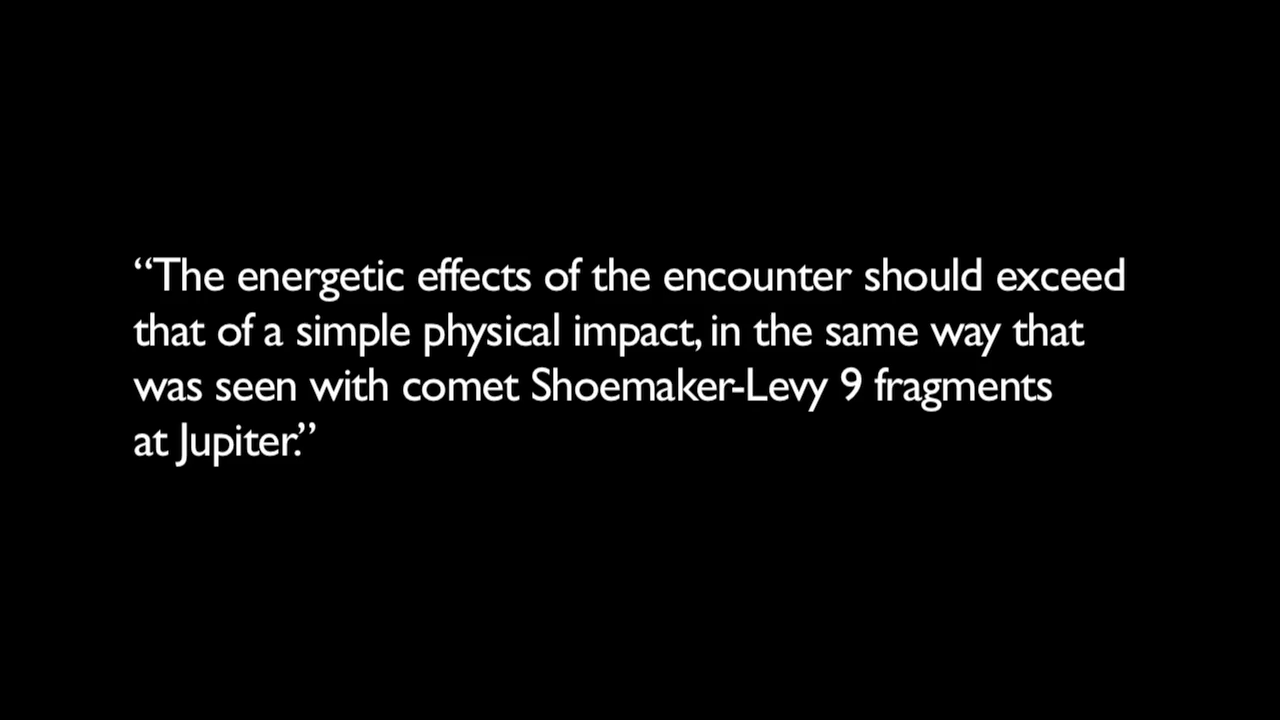 “The energetic effects of the encounter should exceed
that of a simple physical impact, in the same way that
was seen with comet Shoemaker-Levy 9 fragments
at Jupiter.”